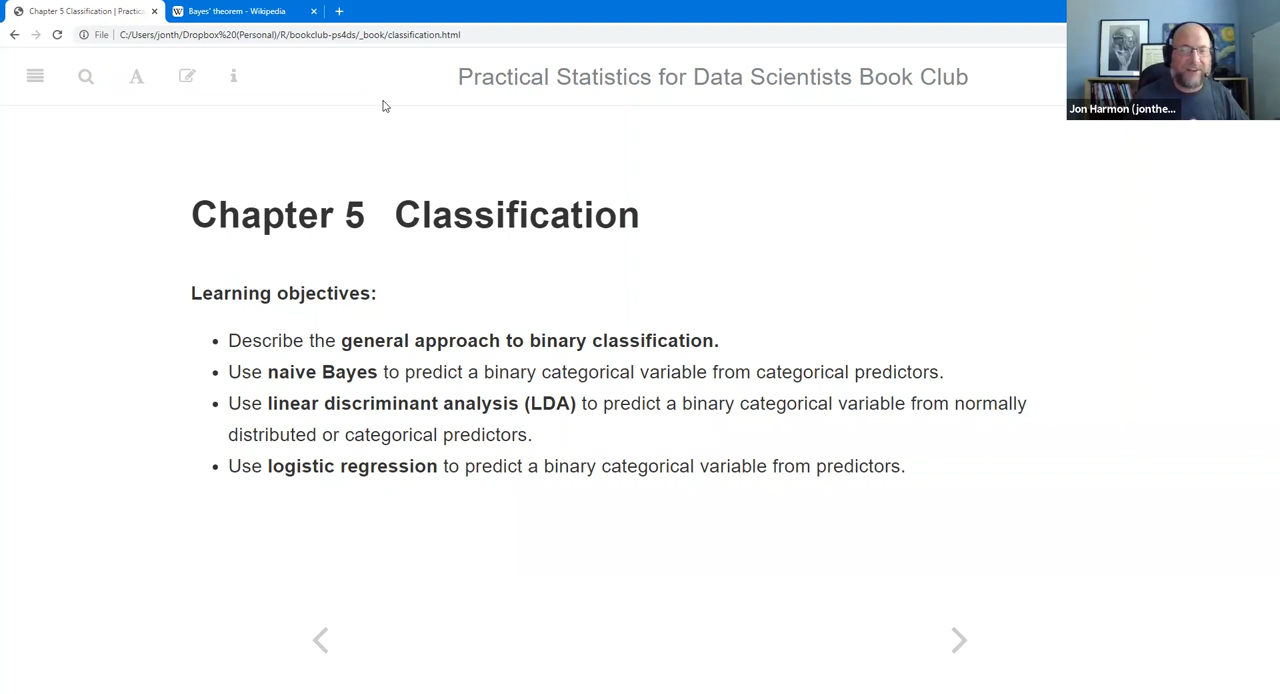 Chapter 5 Classification | Practic
Bayes' theorem - Wikipedia
File
C:/Users/jonth/Dropbox%20(Personal)/R/bookclub-ps4ds/_book/classification.html
A
Practical Statistics for Data Scientists Book Club
Jon Harmon (jonthe...
Chapter 5 Classification
Learning objectives:
• Describe the general approach to binary classification.
• Use naive Bayes to predict a binary categorical variable from categorical predictors.
• Use linear discriminant analysis (LDA) to predict a binary categorical variable from normally
distributed or categorical predictors.
• Use logistic regression to predict a binary categorical variable from predictors.